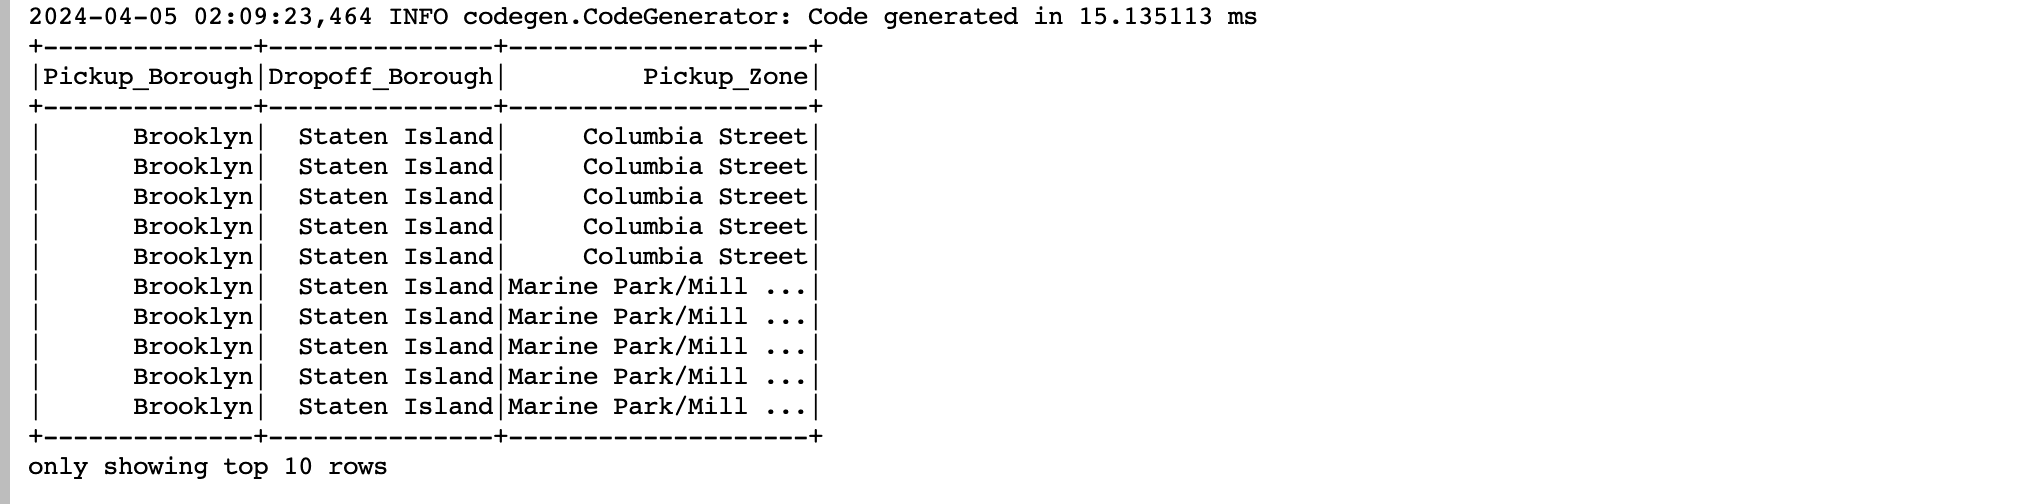 2024-04-05 02:09:23,464 INFO codegen.CodeGenerator: Code generated in 15.135113 ms
+--------------+---------------+--------------------+
|Pickup_Borough|Dropoff_Borough|         Pickup_Zone|
+--------------+---------------+--------------------+
|      Brooklyn|  Staten Island|     Columbia Street|
|      Brooklyn|  Staten Island|     Columbia Street|
|      Brooklyn|  Staten Island|     Columbia Street|
|      Brooklyn|  Staten Island|     Columbia Street|
|      Brooklyn|  Staten Island|     Columbia Street|
|      Brooklyn|  Staten Island|Marine Park/Mill ...|
|      Brooklyn|  Staten Island|Marine Park/Mill ...|
|      Brooklyn|  Staten Island|Marine Park/Mill ...|
|      Brooklyn|  Staten Island|Marine Park/Mill ...|
|      Brooklyn|  Staten Island|Marine Park/Mill ...|
+--------------+---------------+--------------------+
only showing top 10 rows